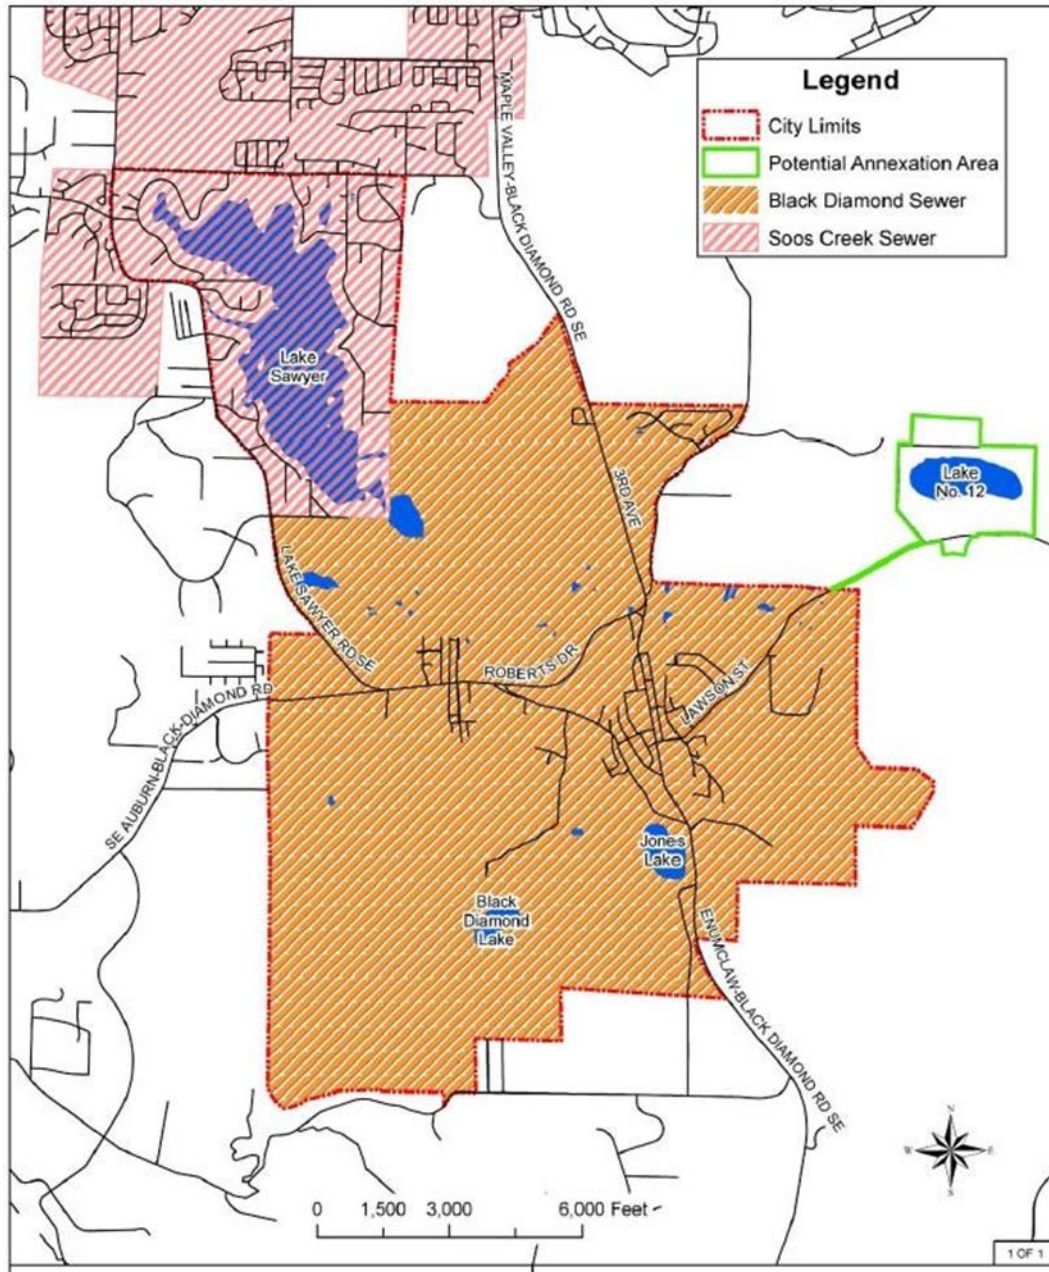 Legend
City Limits
Potential Annexation Area
Black Diamond Sewer
Soos Creek Sewer
MAPLE VALLEY-BLACK DIAMOND RD SE
Lake
Sawyer
Lake
No. 12
3RD AVE
LAKE SAWYER RD SE
ROBERTS DR
LAWSON ST
SE AUBURN-BLACK-DIAMOND RD
Jones
Lake
Black
Diamond
Lake
ENUMCLAW-BLACK DIAMOND RD SE
N
W
E
S
0 1,500 3,000 6,000 Feet
1 OF 1